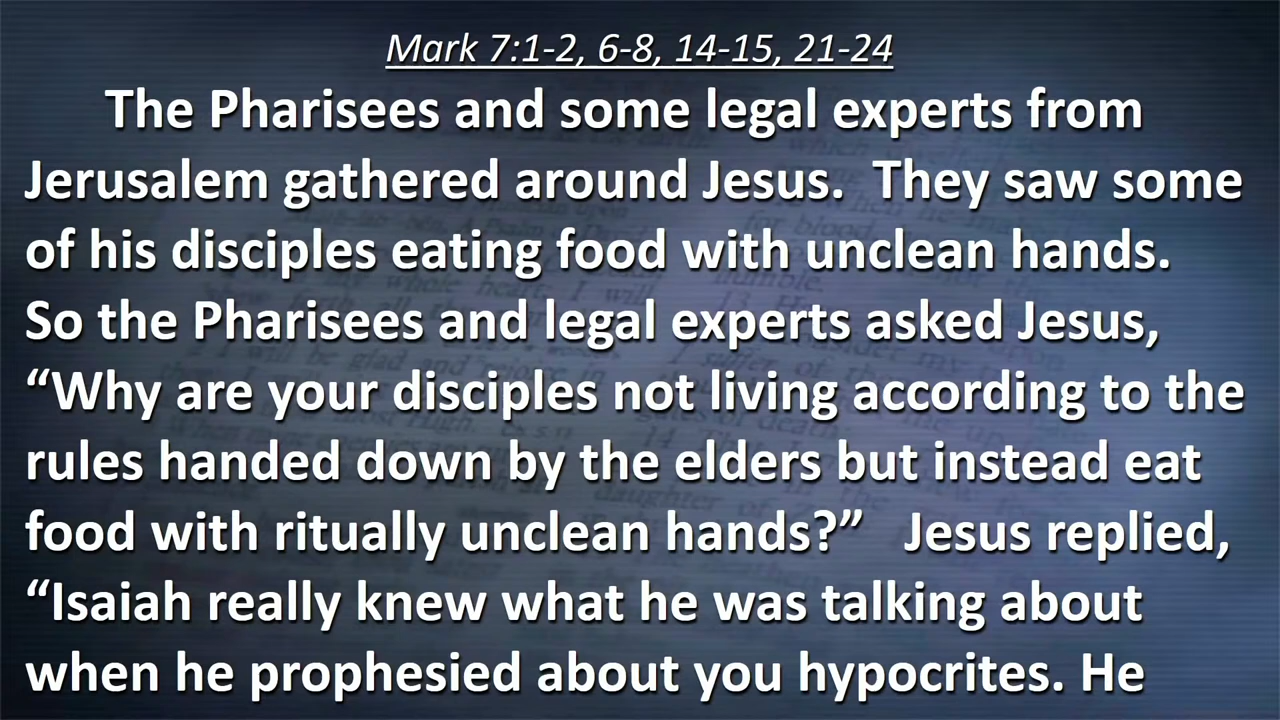 Mark 7:1-2, 6-8, 14-15, 21-24
The Pharisees and some legal experts from
Jerusalem gathered around Jesus.  They saw some
of his disciples eating food with unclean hands.
So the Pharisees and legal experts asked Jesus,
“Why are your disciples not living according to the
rules handed down by the elders but instead eat
food with ritually unclean hands?”   Jesus replied,
“Isaiah really knew what he was talking about
when he prophesied about you hypocrites. He